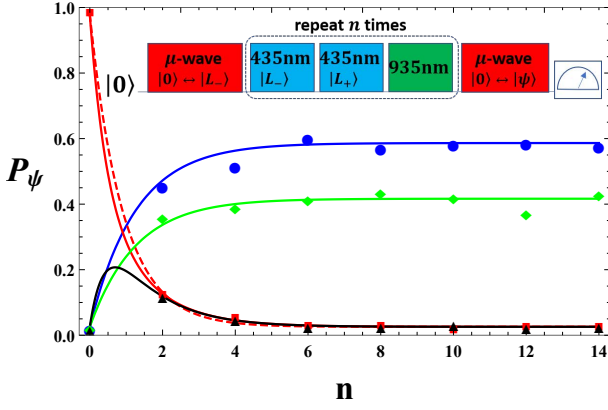 repeat n times
μ-wave
|0⟩ ↔ |L₋⟩
435nm
|L₋⟩
435nm
|L₊⟩
935nm
μ-wave
|0⟩ ↔ |ψ⟩
|0⟩
1.0
0.8
0.6
0.4
0.2
0.0
P_ψ
0 2 4 6 8 10 12 14
n